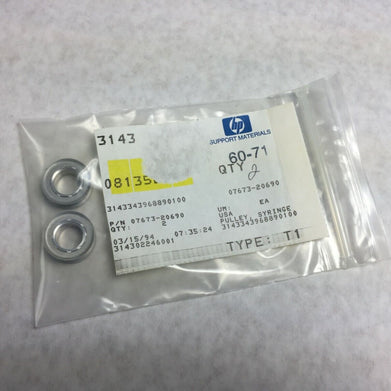 hp
SUPPORT MATERIALS
3143
60-71
QTY 2
08135
07673-20690
3143343968890100
P/N 07673-20690
QTY: 2
UM: EA
USA
PULLEY, SYRINGE
3143343968890100
03/15/94 07:35:24
314302246001
TYPE: T1